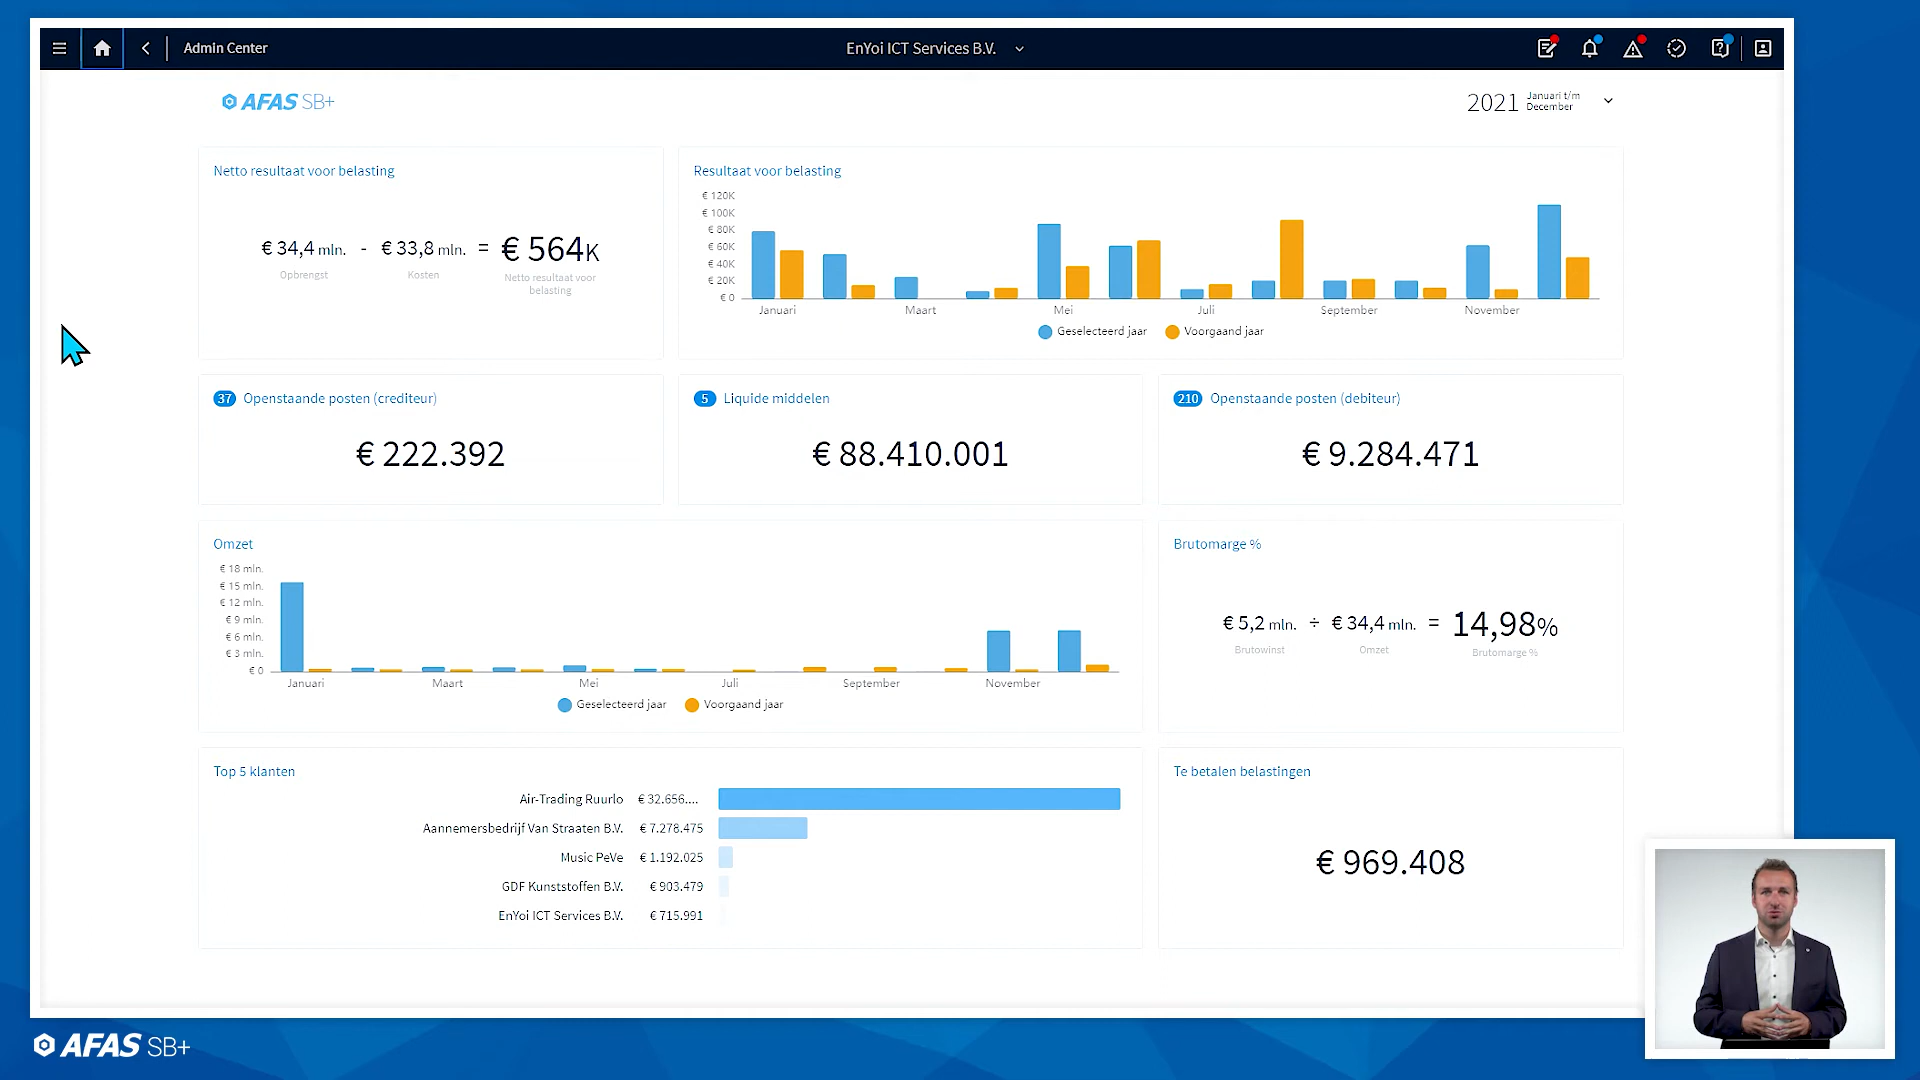 Admin Center
EnYoi ICT Services B.V.
AFAS SB+
2021 Januari t/m December
Netto resultaat voor belasting
€ 34,4 mln. - € 33,8 mln. = € 564K
Opbrengst Kosten Netto resultaat voor
belasting
Resultaat voor belasting
€ 120K
€ 100K
€ 80K
€ 60K
€ 40K
€ 20K
€ 0
Januari Maart Mei Juli September November
Geselecteerd jaar Voorgaand jaar
37 Openstaande posten (crediteur)
€ 222.392
5 Liquide middelen
€ 88.410.001
210 Openstaande posten (debiteur)
€ 9.284.471
Omzet
€ 18 mln.
€ 15 mln.
€ 12 mln.
€ 9 mln.
€ 6 mln.
€ 3 mln.
€ 0
Januari Maart Mei Juli September November
Geselecteerd jaar Voorgaand jaar
Brutomarge %
€ 5,2 mln. ÷ € 34,4 mln. = 14,98%
Brutowinst Omzet Brutomarge %
Top 5 klanten
Air-Trading Ruurlo € 32.656....
Aannemersbedrijf Van Straaten B.V. € 7.278.475
Music PeVe € 1.192.025
GDF Kunststoffen B.V. € 903.479
EnYoi ICT Services B.V. € 715.991
Te betalen belastingen
€ 969.408
AFAS SB+